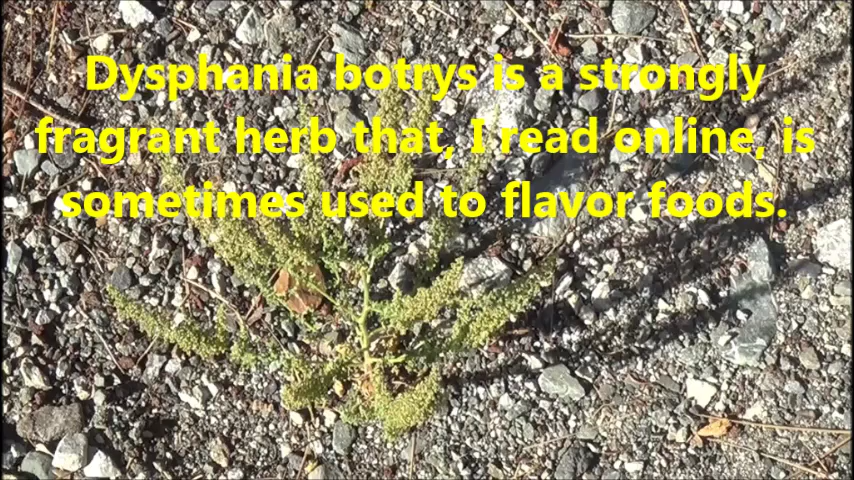 Dysphania botrys is a strongly
fragrant herb that, I read online, is
sometimes used to flavor foods.